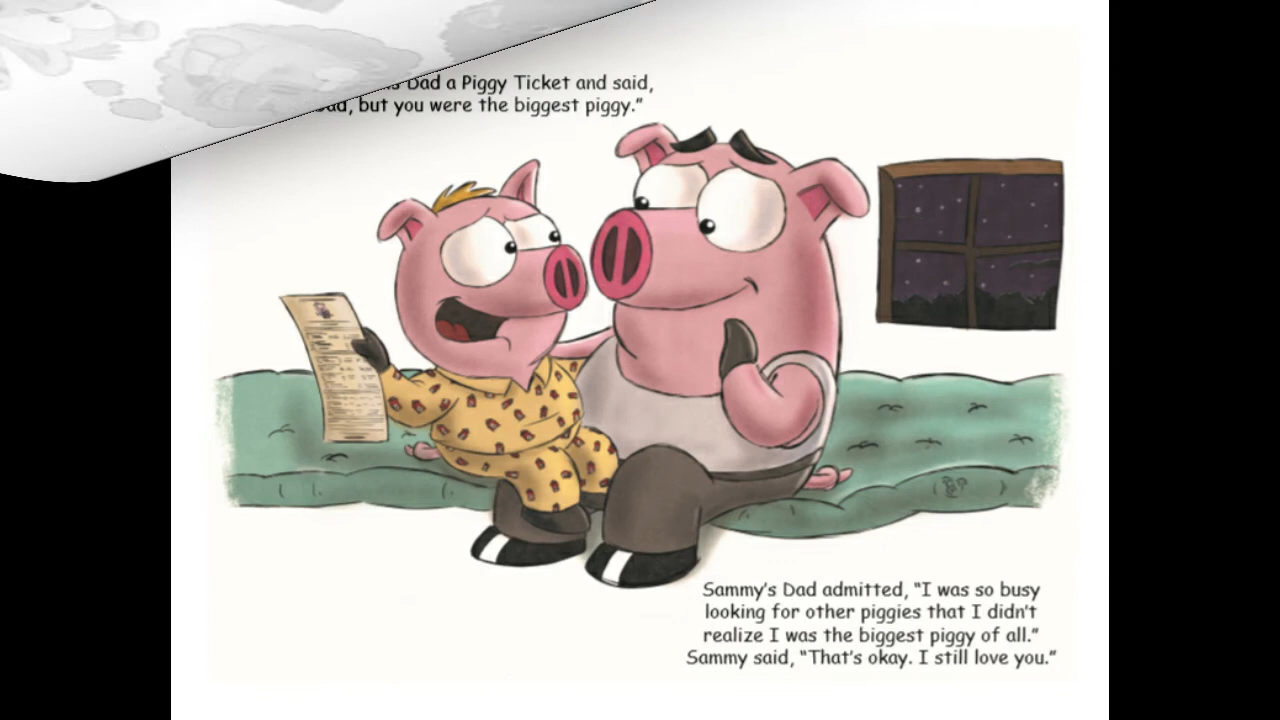 Dad a Piggy Ticket and said,
but you were the biggest piggy.”
Sammy’s Dad admitted, “I was so busy
looking for other piggies that I didn’t
realize I was the biggest piggy of all.”
Sammy said, “That’s okay. I still love you.”